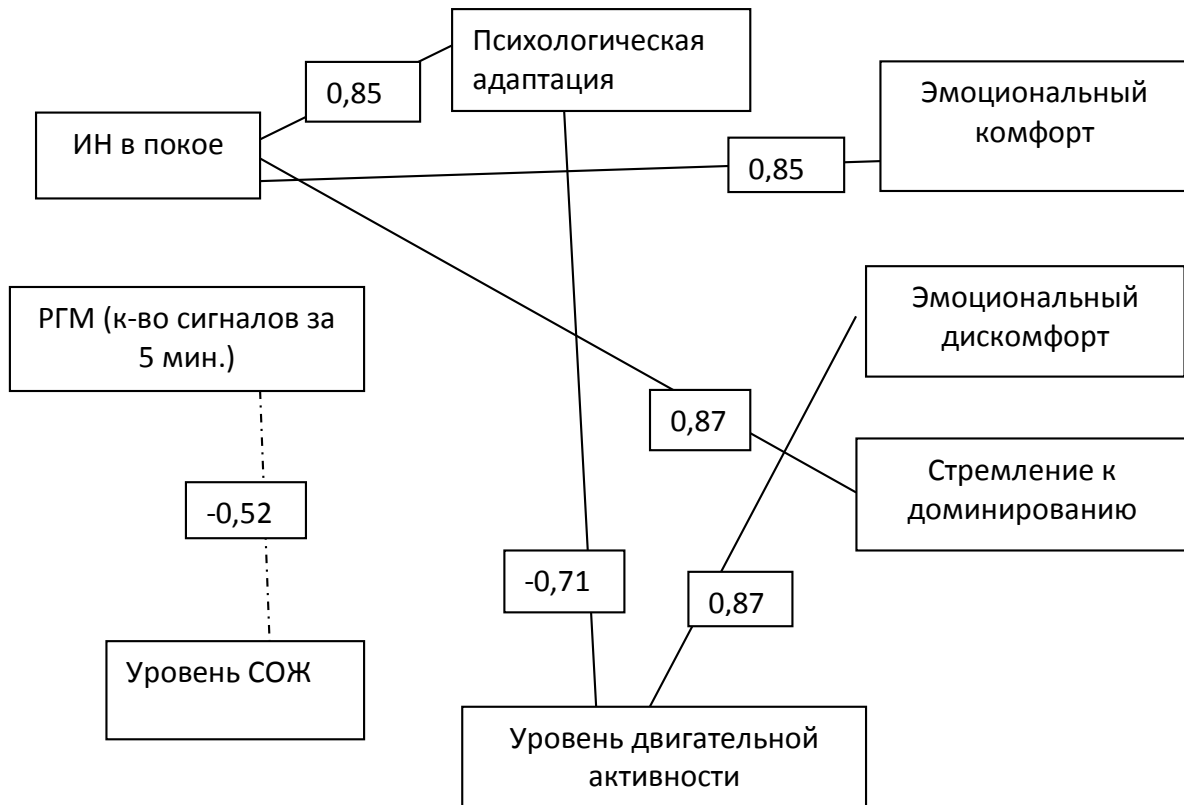 Психологическая
адаптация
0,85
ИН в покое
Эмоциональный
комфорт
0,85
РГМ (к-во сигналов за
5 мин.)
Эмоциональный
дискомфорт
0,87
Стремление к
доминированию
-0,52
-0,71
0,87
Уровень СОЖ
Уровень двигательной
активности